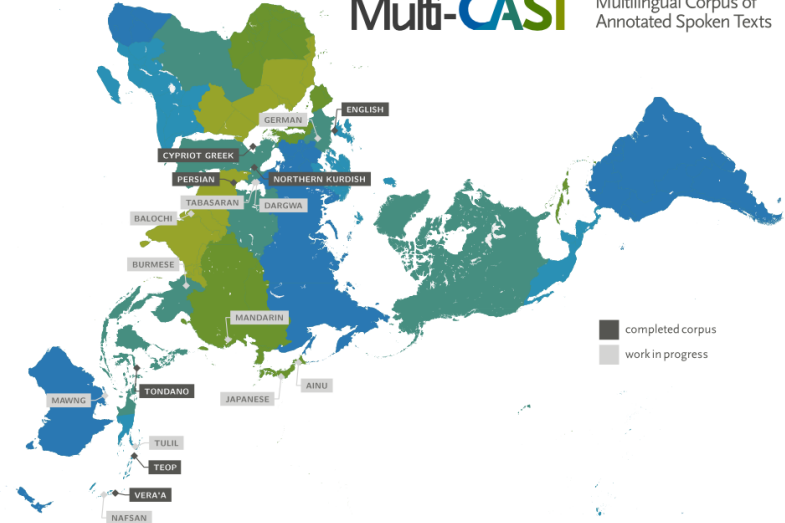 Multi-CAST
Multilingual Corpus of
Annotated Spoken Texts
ENGLISH
GERMAN
CYPRIOT GREEK
PERSIAN
NORTHERN KURDISH
TABASARAN
DARGWA
BALOCHI
BURMESE
MANDARIN
completed corpus
work in progress
TONDANO
AINU
MAWNG
JAPANESE
TULIL
TEOP
VERA'A
NAFSAN